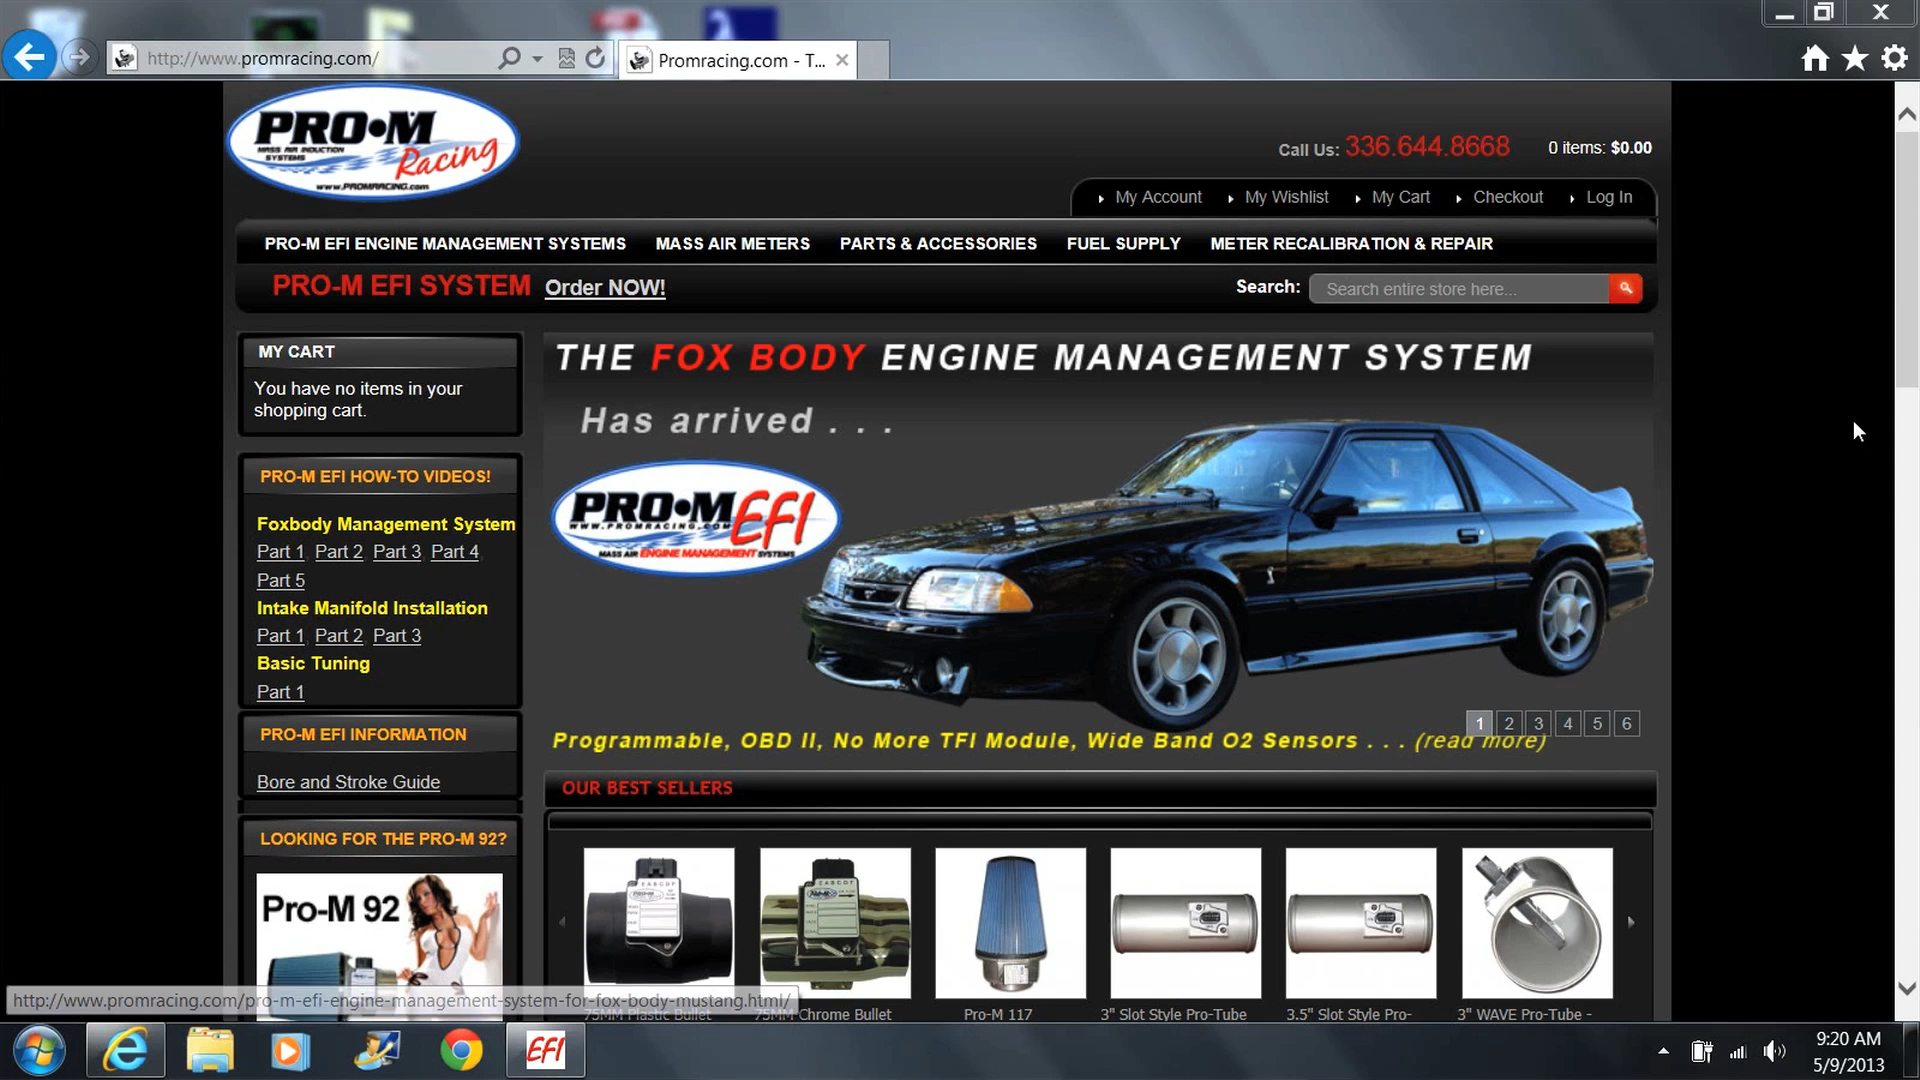 http://www.promracing.com/
Promracing.com - T...
PRO•M
MASS AIR INDUCTION
SYSTEMS
Racing
www.PROMRACING.com
Call Us: 336.644.8668
0 items: $0.00
My Account
My Wishlist
My Cart
Checkout
Log In
PRO-M EFI ENGINE MANAGEMENT SYSTEMS
MASS AIR METERS
PARTS & ACCESSORIES
FUEL SUPPLY
METER RECALIBRATION & REPAIR
PRO-M EFI SYSTEM Order NOW!
Search: Search entire store here...
MY CART
You have no items in your
shopping cart.
PRO-M EFI HOW-TO VIDEOS!
Foxbody Management System
Part 1, Part 2, Part 3, Part 4,
Part 5
Intake Manifold Installation
Part 1, Part 2, Part 3
Basic Tuning
Part 1
PRO-M EFI INFORMATION
Bore and Stroke Guide
LOOKING FOR THE PRO-M 92?
Pro-M 92
THE FOX BODY ENGINE MANAGEMENT SYSTEM
Has arrived . . .
PRO•M EFI
WWW.PROMRACING.COM
MASS AIR ENGINE MANAGEMENT SYSTEMS
1 2 3 4 5 6
Programmable, OBD II, No More TFI Module, Wide Band O2 Sensors . . . (read more)
OUR BEST SELLERS
75MM Plastic Bullet
75MM Chrome Bullet
Pro-M 117
3" Slot Style Pro-Tube
3.5" Slot Style Pro-
3" WAVE Pro-Tube -
http://www.promracing.com/pro-m-efi-engine-management-system-for-fox-body-mustang.html/
EFI
9:20 AM
5/9/2013